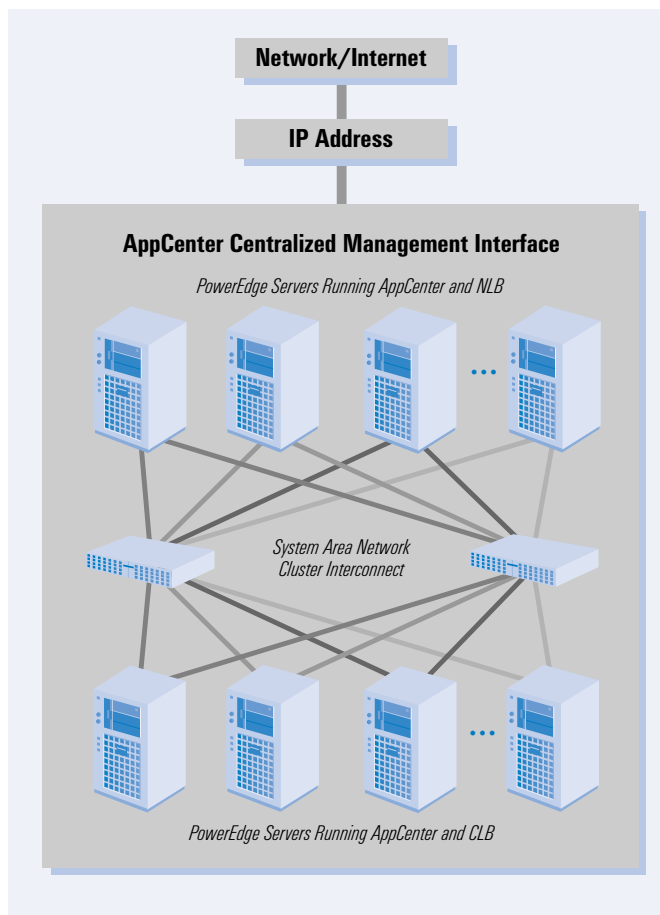 Network/Internet
IP Address
AppCenter Centralized Management Interface
PowerEdge Servers Running AppCenter and NLB
System Area Network
Cluster Interconnect
PowerEdge Servers Running AppCenter and CLB